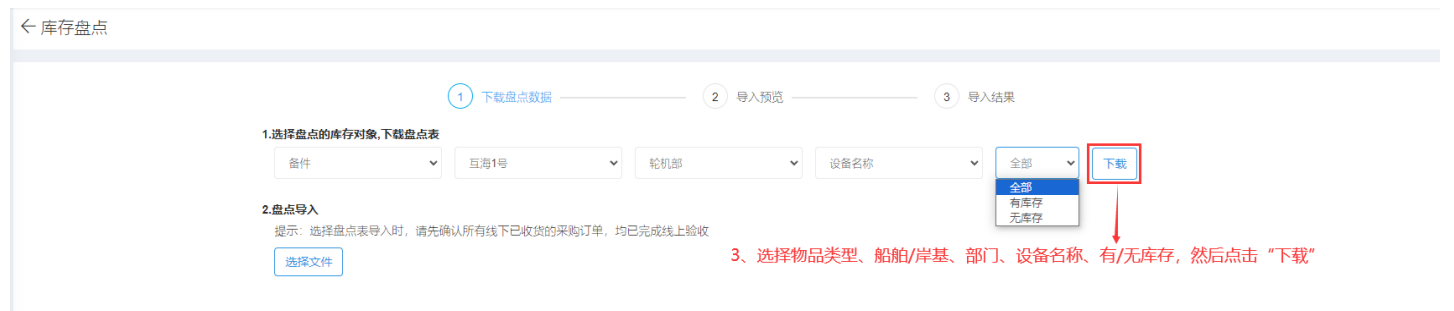 库存盘点
1 下载盘点数据 2 导入预览 3 导入结果
1.选择盘点的库存对象,下载盘点表
备件 互海1号 轮机部 设备名称 全部 下载
全部
有库存
无库存
2.盘点导入
提示：选择盘点表导入时，请先确认所有线下已收货的采购订单，均已完成线上验收
选择文件
3、选择物品类型、船舶/岸基、部门、设备名称、有/无库存，然后点击“下载”